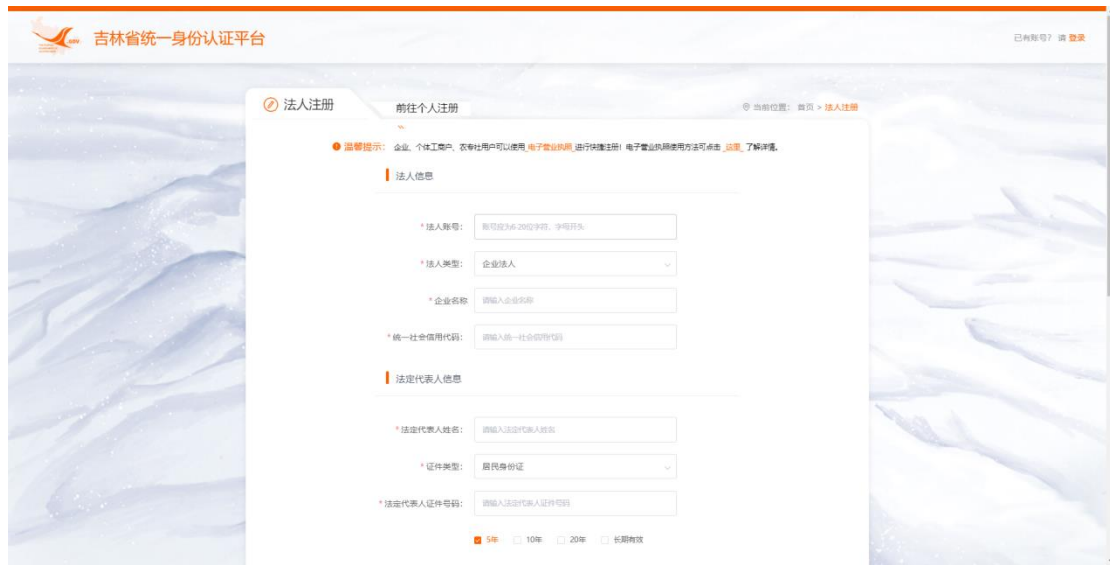 吉林省统一身份认证平台
已有账号? 请 登录
法人注册
前往个人注册
当前位置: 首页 > 法人注册
温馨提示: 企业、个体工商户、农专社用户可以使用 电子营业执照 进行快捷注册! 电子营业执照使用方法可点击 这里 了解详情。
法人信息
*法人账号: 账号应为6-20位字符,字母开头
*法人类型: 企业法人
*企业名称 请输入企业名称
*统一社会信用代码: 请输入统一社会信用代码
法定代表人信息
*法定代表人姓名: 请输入法定代表人姓名
*证件类型: 居民身份证
*法定代表人证件号码: 请输入法定代表人证件号码
5年 10年 20年 长期有效